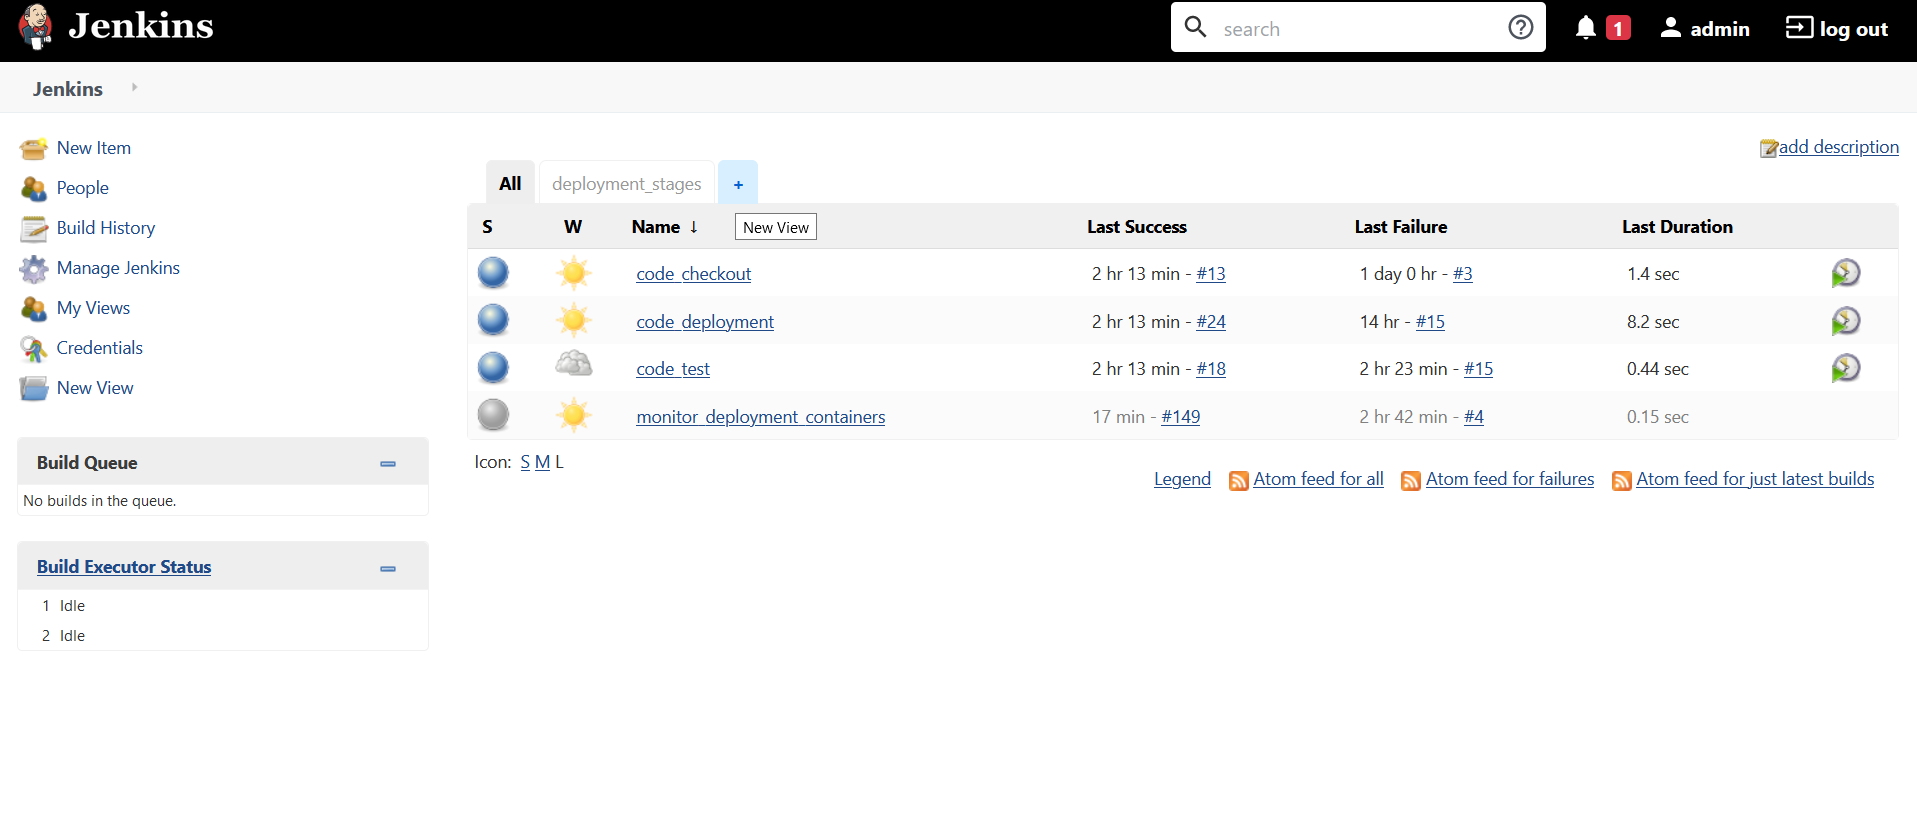 Jenkins
search
1
admin
log out
Jenkins
New Item
People
Build History
Manage Jenkins
My Views
Credentials
New View
Build Queue
No builds in the queue.
Build Executor Status
1 Idle
2 Idle
add description
All deployment_stages +
S W Name ↓ Last Success Last Failure Last Duration
New View
code_checkout 2 hr 13 min - #13 1 day 0 hr - #3 1.4 sec
code_deployment 2 hr 13 min - #24 14 hr - #15 8.2 sec
code_test 2 hr 13 min - #18 2 hr 23 min - #15 0.44 sec
monitor_deployment_containers 17 min - #149 2 hr 42 min - #4 0.15 sec
Icon: S M L
Legend Atom feed for all Atom feed for failures Atom feed for just latest builds